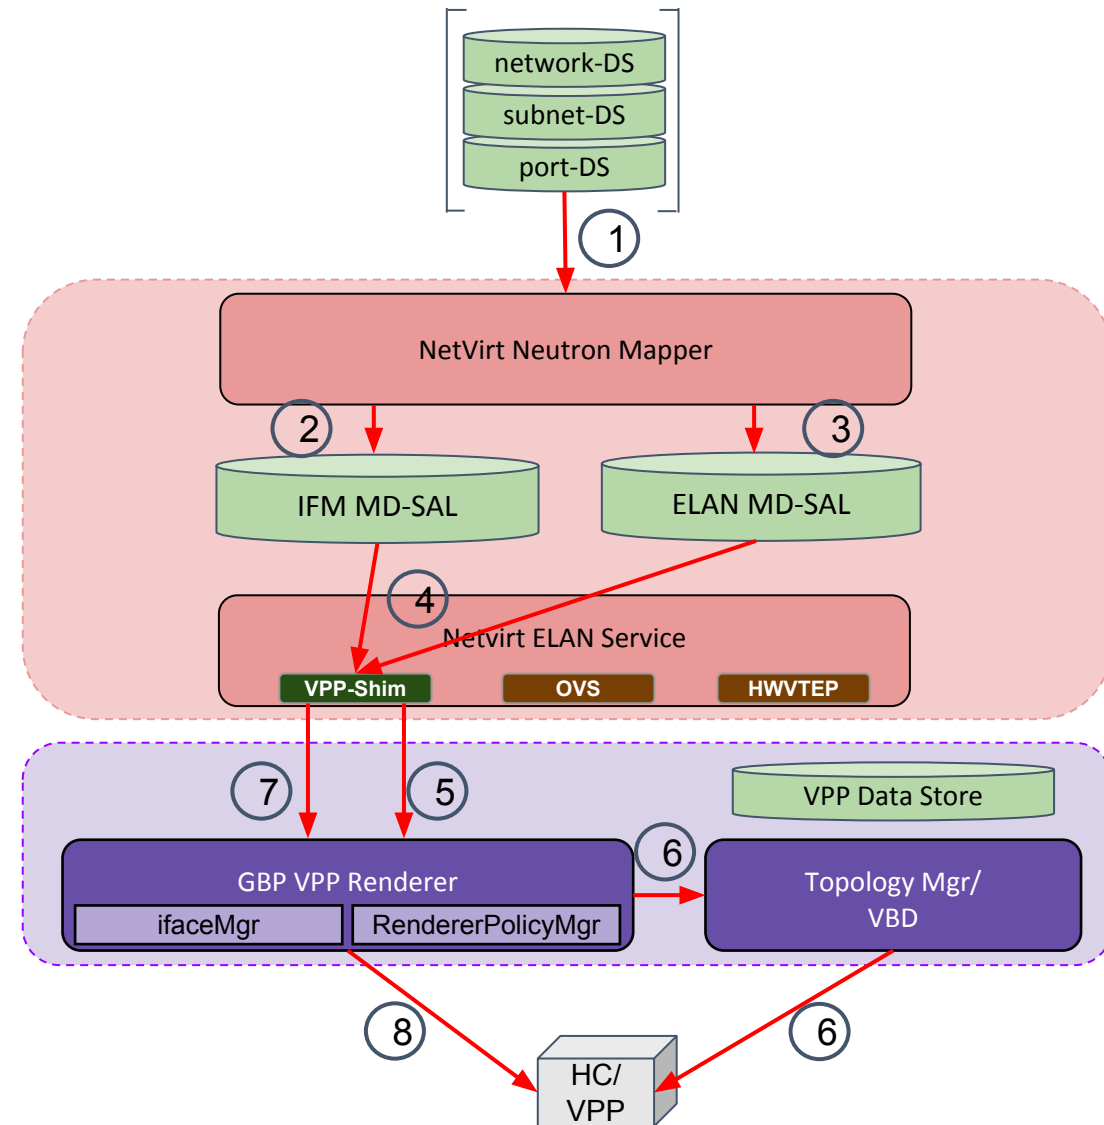 network-DS
subnet-DS
port-DS
1
NetVirt Neutron Mapper
2
3
IFM MD-SAL
ELAN MD-SAL
4
Netvirt ELAN Service
VPP-Shim
OVS
HWVTEP
7
5
VPP Data Store
6
GBP VPP Renderer
ifaceMgr
RendererPolicyMgr
Topology Mgr/
VBD
8
6
HC/
VPP